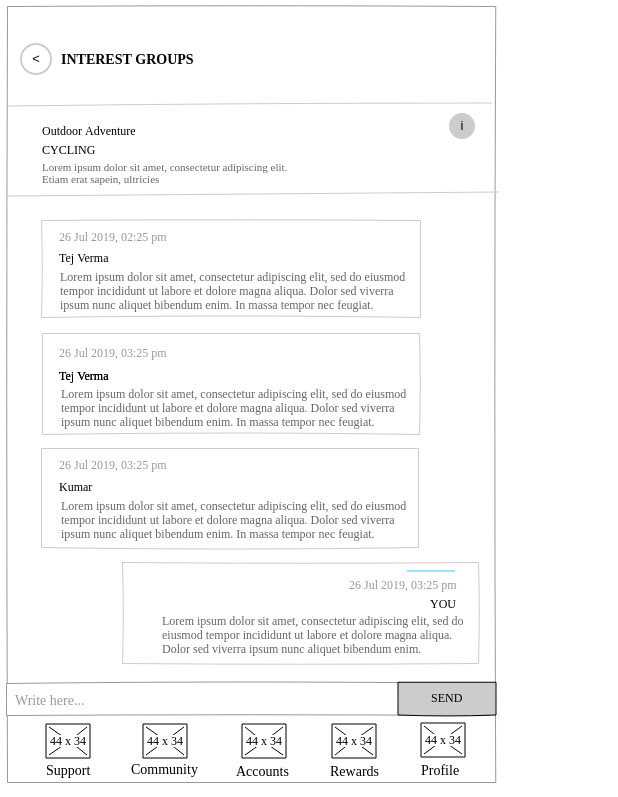 <
INTEREST GROUPS
i
Outdoor Adventure
CYCLING
Lorem ipsum dolor sit amet, consectetur adipiscing elit.
Etiam erat sapein, ultricies
26 Jul 2019, 02:25 pm
Tej Verma
Lorem ipsum dolor sit amet, consectetur adipiscing elit, sed do eiusmod
tempor incididunt ut labore et dolore magna aliqua. Dolor sed viverra
ipsum nunc aliquet bibendum enim. In massa tempor nec feugiat.
26 Jul 2019, 03:25 pm
Tej Verma
Lorem ipsum dolor sit amet, consectetur adipiscing elit, sed do eiusmod
tempor incididunt ut labore et dolore magna aliqua. Dolor sed viverra
ipsum nunc aliquet bibendum enim. In massa tempor nec feugiat.
26 Jul 2019, 03:25 pm
Kumar
Lorem ipsum dolor sit amet, consectetur adipiscing elit, sed do eiusmod
tempor incididunt ut labore et dolore magna aliqua. Dolor sed viverra
ipsum nunc aliquet bibendum enim. In massa tempor nec feugiat.
26 Jul 2019, 03:25 pm
YOU
Lorem ipsum dolor sit amet, consectetur adipiscing elit, sed do
eiusmod tempor incididunt ut labore et dolore magna aliqua.
Dolor sed viverra ipsum nunc aliquet bibendum enim.
Write here... SEND
44 x 34 44 x 34 44 x 34 44 x 34 44 x 34
Support Community Accounts Rewards Profile